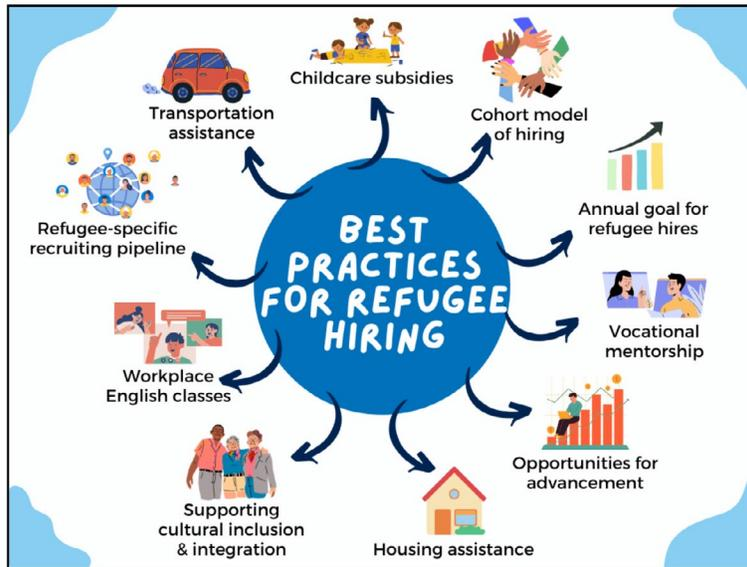 Childcare subsidies
Cohort model
of hiring
Annual goal for
refugee hires
Vocational
mentorship
Opportunities for
advancement
Housing assistance
Supporting
cultural inclusion
& integration
Workplace
English classes
Refugee-specific
recruiting pipeline
Transportation
assistance
BEST
PRACTICES
FOR REFUGEE
HIRING